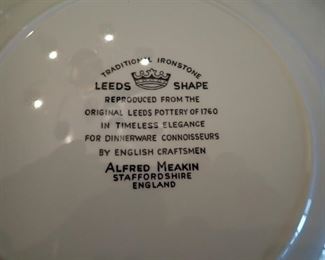 TRADITIONAL IRONSTONE
LEEDS SHAPE
REPRODUCED FROM THE
ORIGINAL LEEDS POTTERY OF 1760
IN TIMELESS ELEGANCE
FOR DINNERWARE CONNOISSEURS
BY ENGLISH CRAFTSMEN
ALFRED MEAKIN
STAFFORDSHIRE
ENGLAND